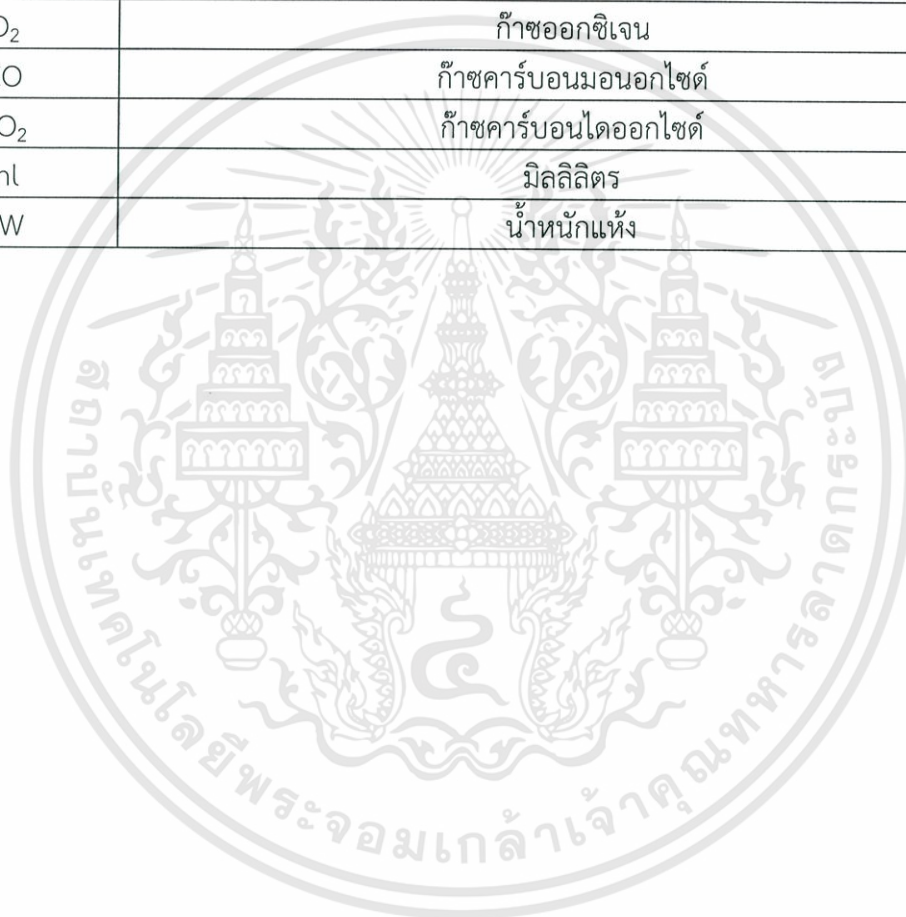 O₂ ก๊าซออกซิเจน
O ก๊าซคาร์บอนมอนอกไซด์
O₂ ก๊าซคาร์บอนไดออกไซด์
ml มิลลิลิตร
W น้ำหนักแห้ง
สถาบันเทคโนโลยีพระจอมเกล้าเจ้าคุณทหารลาดกระบัง